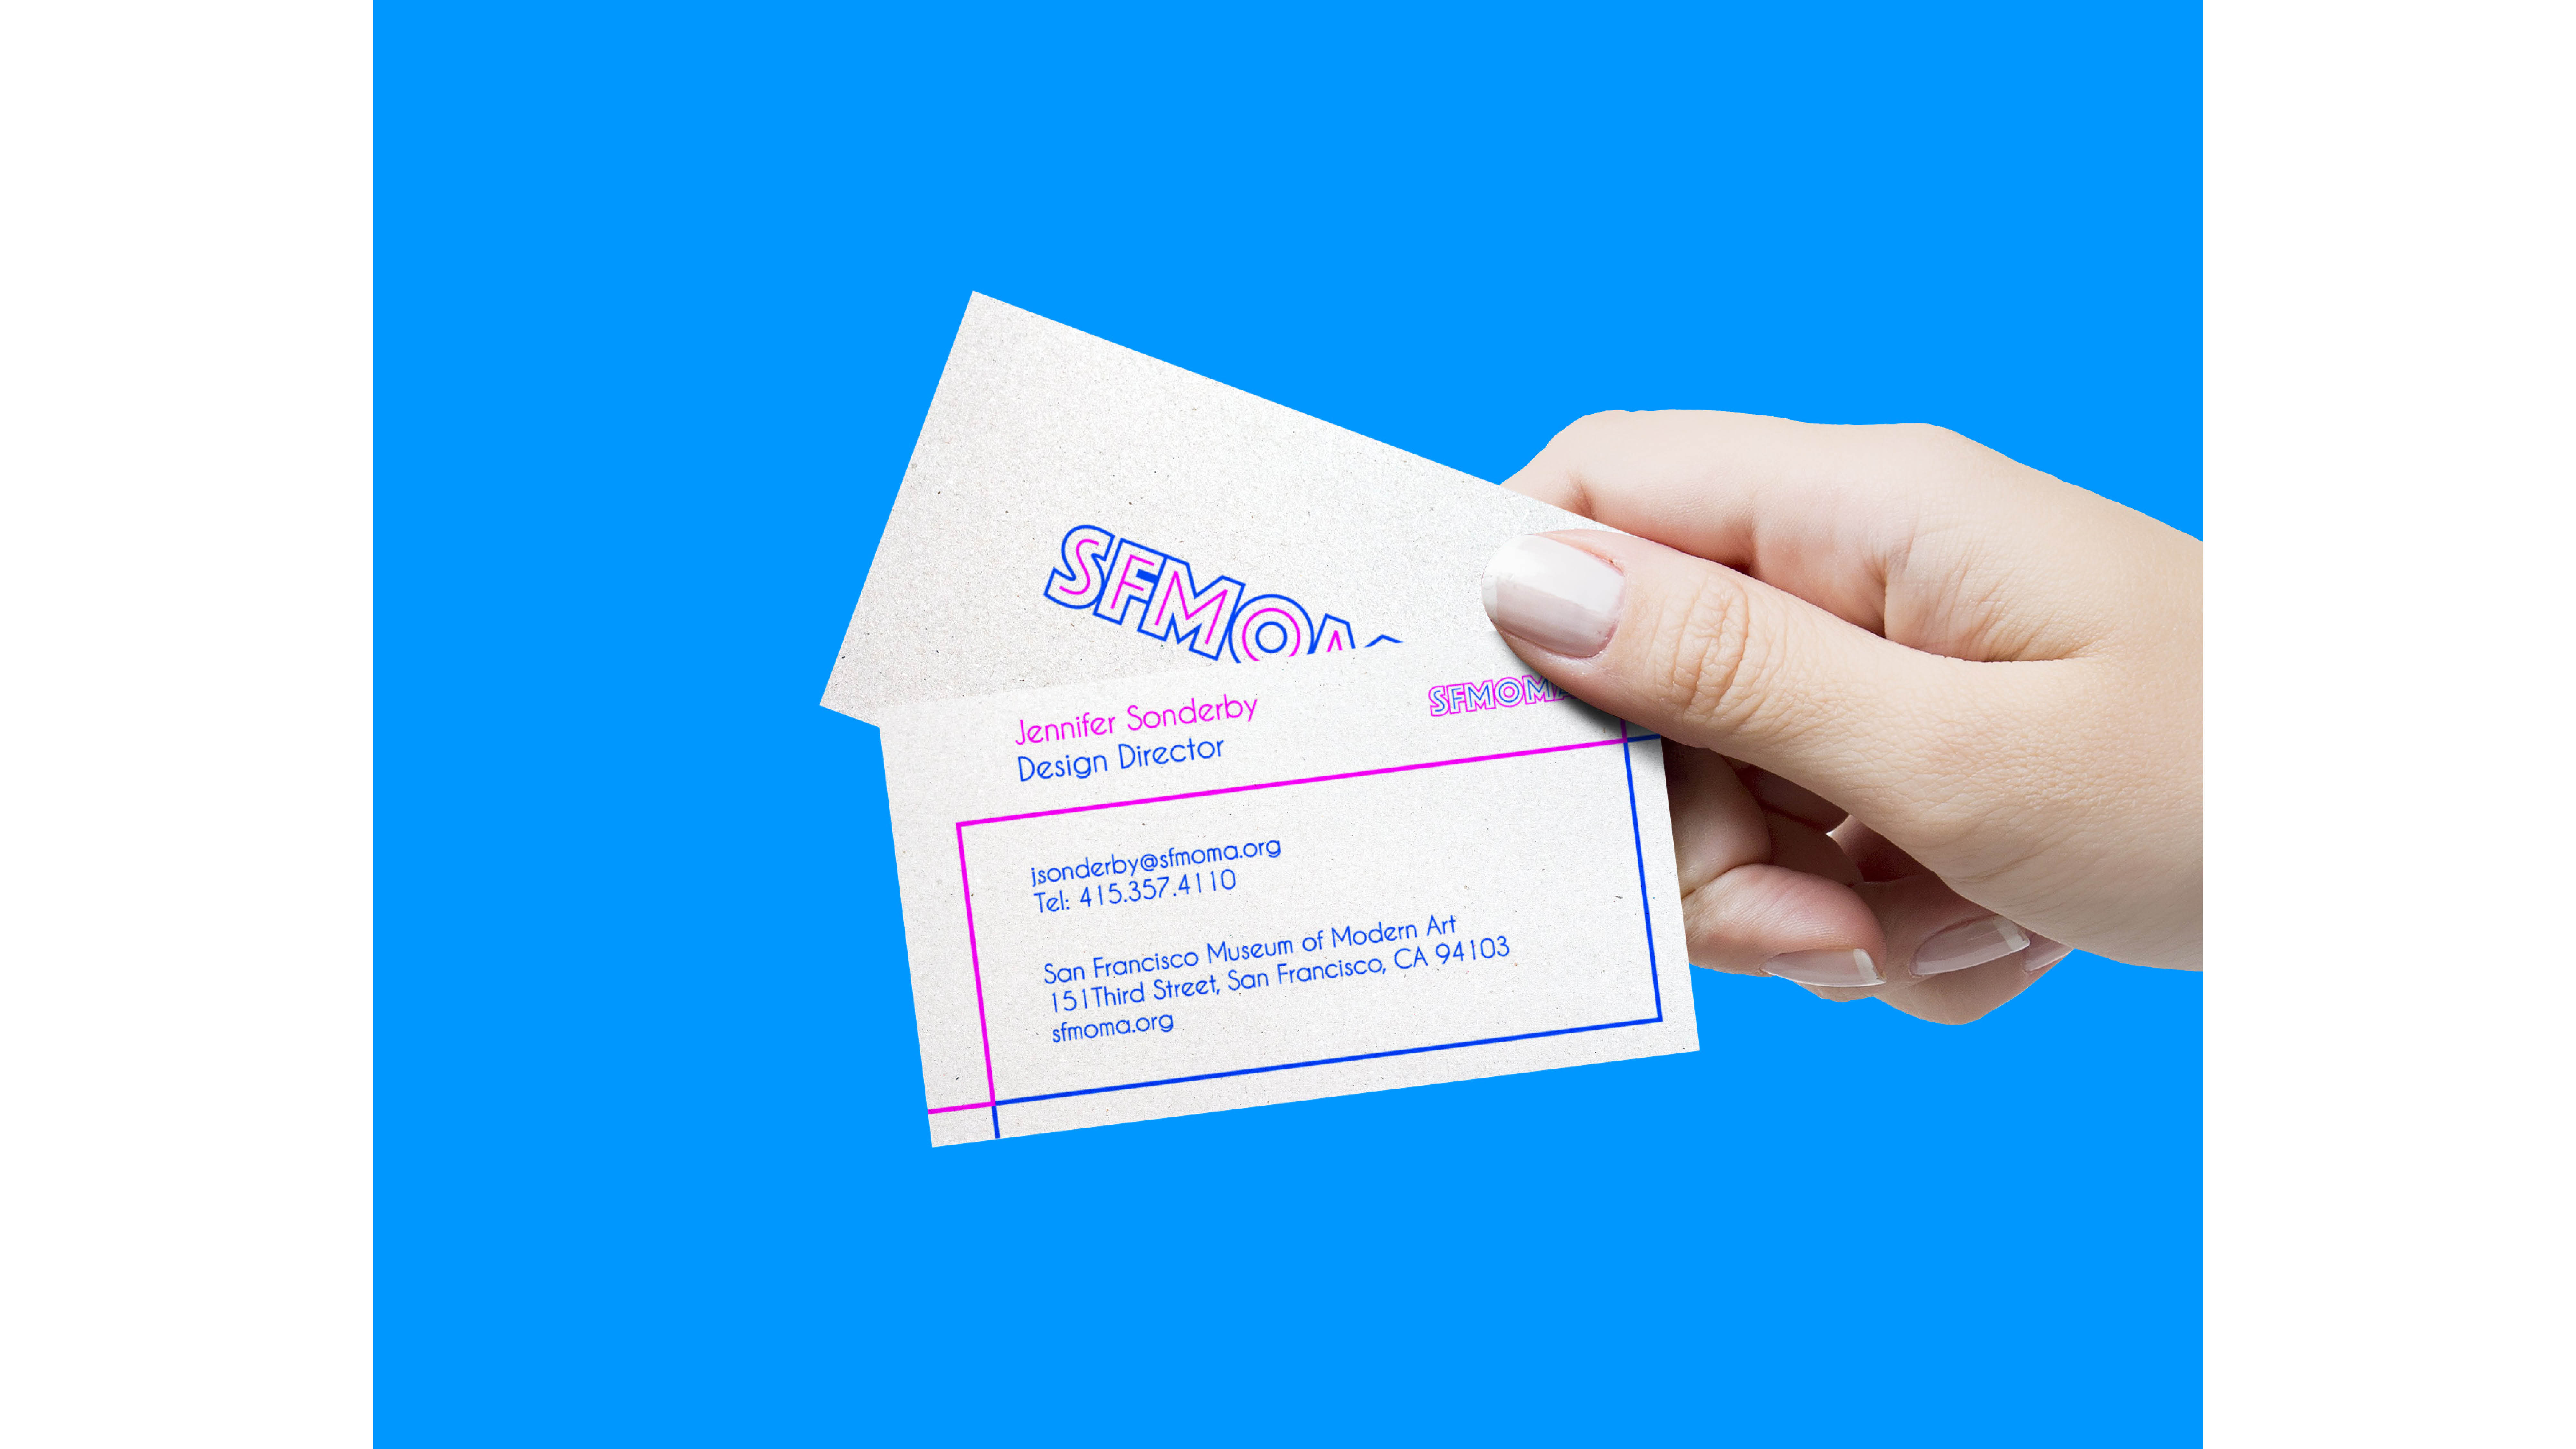 SFMOMA
Jennifer Sonderby
Design Director
SFMOMA
jsonderby@sfmoma.org
Tel: 415.357.4110
San Francisco Museum of Modern Art
151Third Street, San Francisco, CA 94103
sfmoma.org